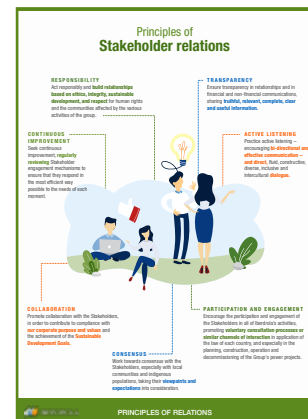 Principles of
Stakeholder relations
RESPONSIBILITY
Act responsibly and build relationships
based on ethics, integrity, sustainable
development, and respect for human rights
and the communities affected by the various
activities of the group.
TRANSPARENCY
Ensure transparency in relationships and in
financial and non-financial communications,
sharing truthful, relevant, complete, clear
and useful information.
CONTINUOUS
IMPROVEMENT
Seek continuous
improvement, regularly
reviewing Stakeholder
engagement mechanisms to
ensure that they respond in
the most efficient way
possible to the needs of each
moment.
ACTIVE LISTENING
Practice active listening –
encouraging bi-directional and
effective communication –
and direct, fluid, constructive,
diverse, inclusive and
intercultural dialogue.
COLLABORATION
Promote collaboration with the Stakeholders,
in order to contribute to compliance with
our corporate purpose and values and
the achievement of the Sustainable
Development Goals.
PARTICIPATION AND ENGAGEMENT
Encourage the participation and engagement of
the Stakeholders in all of Iberdrola's activities,
promoting voluntary consultation processes or
similar channels of interaction in application of
the law of each country, and especially in the
planning, construction, operation and
decommissioning of the Group's power projects.
CONSENSUS
Work towards consensus with the
Stakeholders, especially with local
communities and indigenous
populations, taking their viewpoints and
expectations into consideration.
PRINCIPLES OF RELATIONS